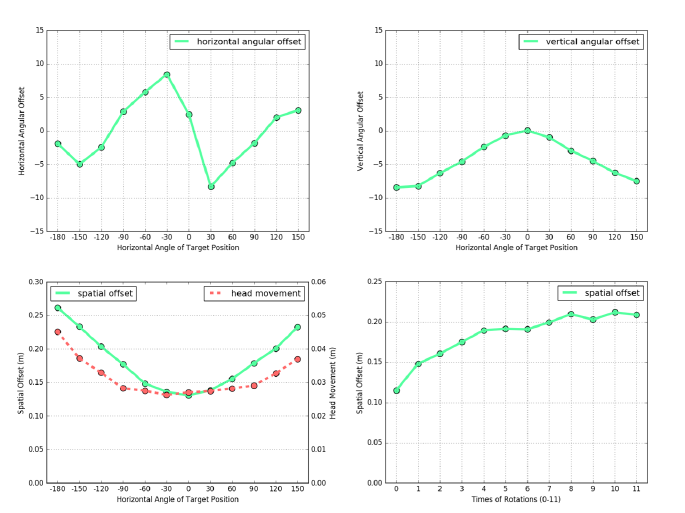 15
10
5
0
−5
−10
−15
Horizontal Angular Offset
horizontal angular offset
-180 -150 -120 -90 -60 -30 0 30 60 90 120 150
Horizontal Angle of Target Position
15
10
5
0
−5
−10
−15
Vertical Angular Offset
vertical angular offset
-180 -150 -120 -90 -60 -30 0 30 60 90 120 150
Horizontal Angle of Target Position
0.30
0.25
0.20
0.15
0.10
0.05
0.00
Spatial Offset (m)
spatial offset
head movement
0.06
0.05
0.04
0.03
0.02
0.01
0.00
Head Movement (m)
-180 -150 -120 -90 -60 -30 0 30 60 90 120 150
Horizontal Angle of Target Position
0.25
0.20
0.15
0.10
0.05
0.00
Spatial Offset (m)
spatial offset
0 1 2 3 4 5 6 7 8 9 10 11
Times of Rotations (0-11)